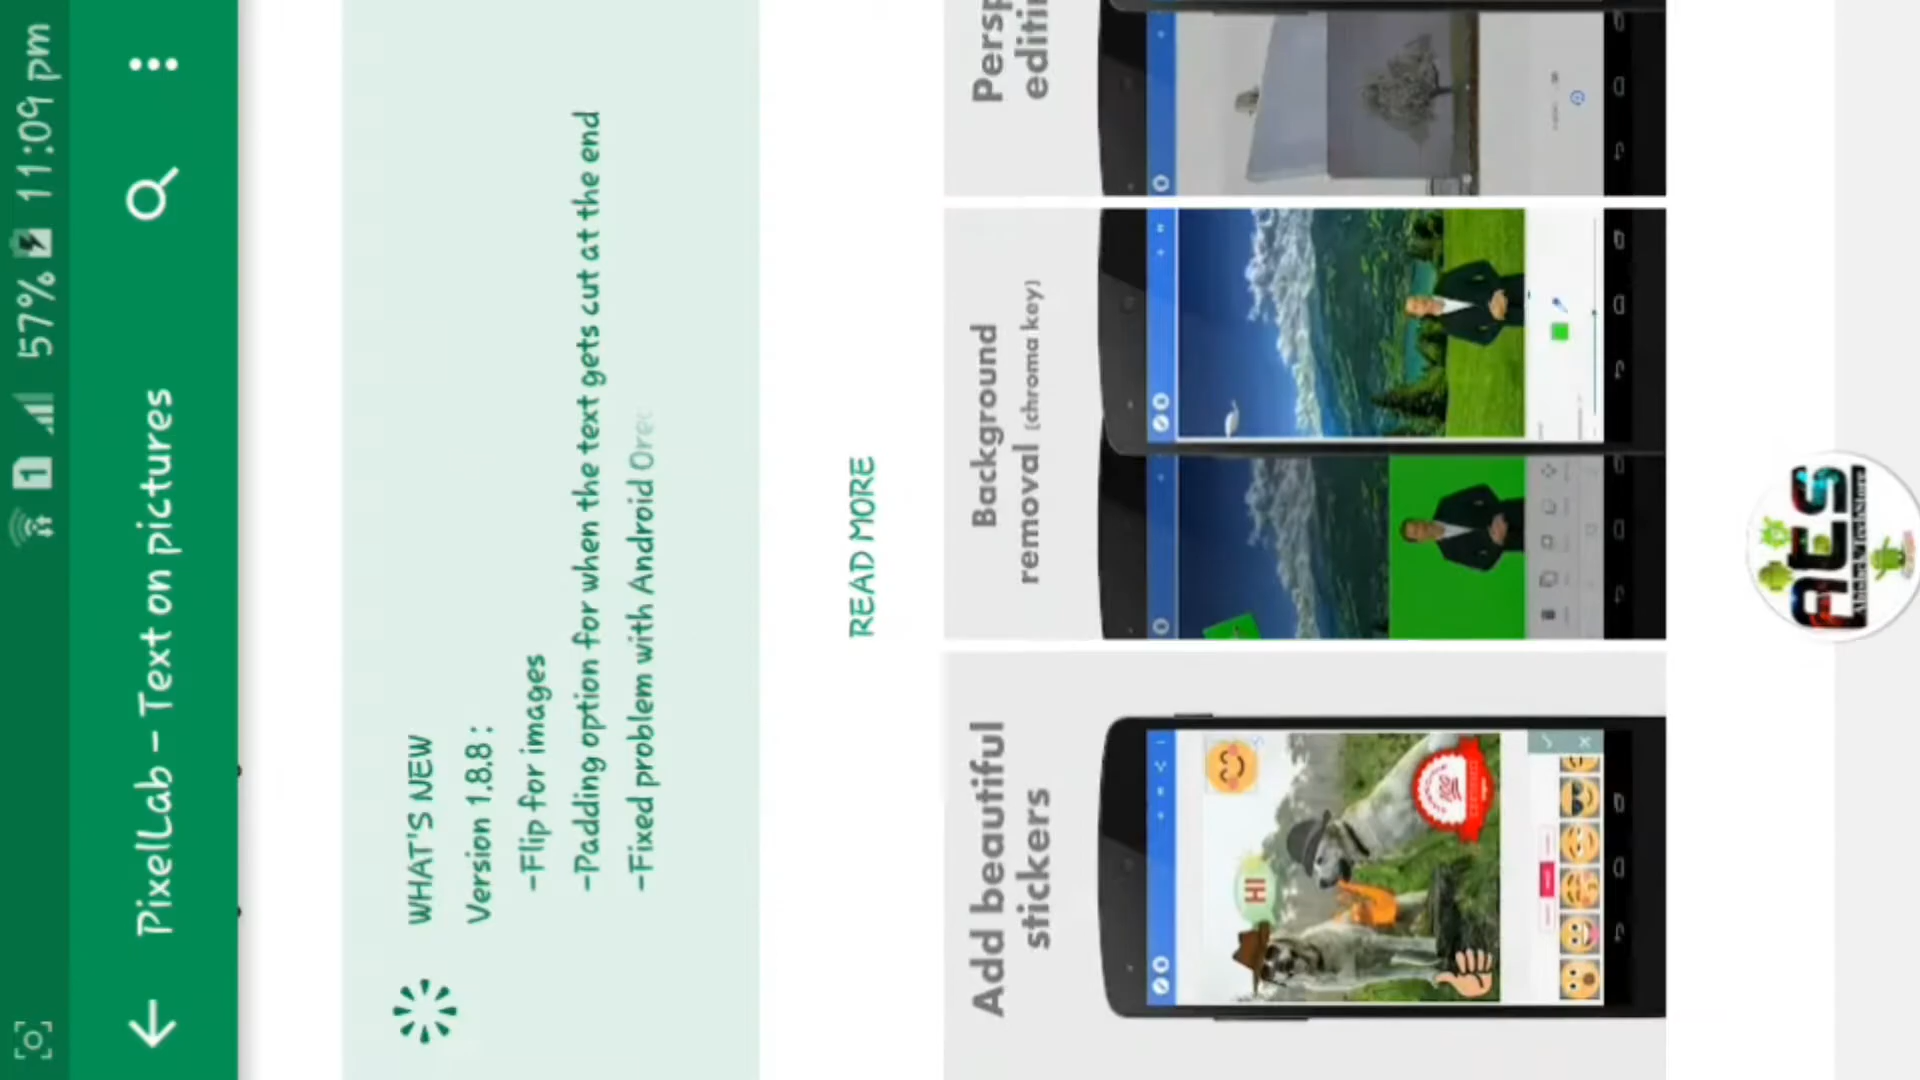 1 57% 11:09 pm
PixelLab - Text on pictures
WHAT'S NEW
Version 1.8.8 :
-Flip for images
-Padding option for when the text gets cut at the end
-Fixed problem with Android
READ MORE
Add beautiful
stickers
HI
Background
removal (chroma key)
ATS